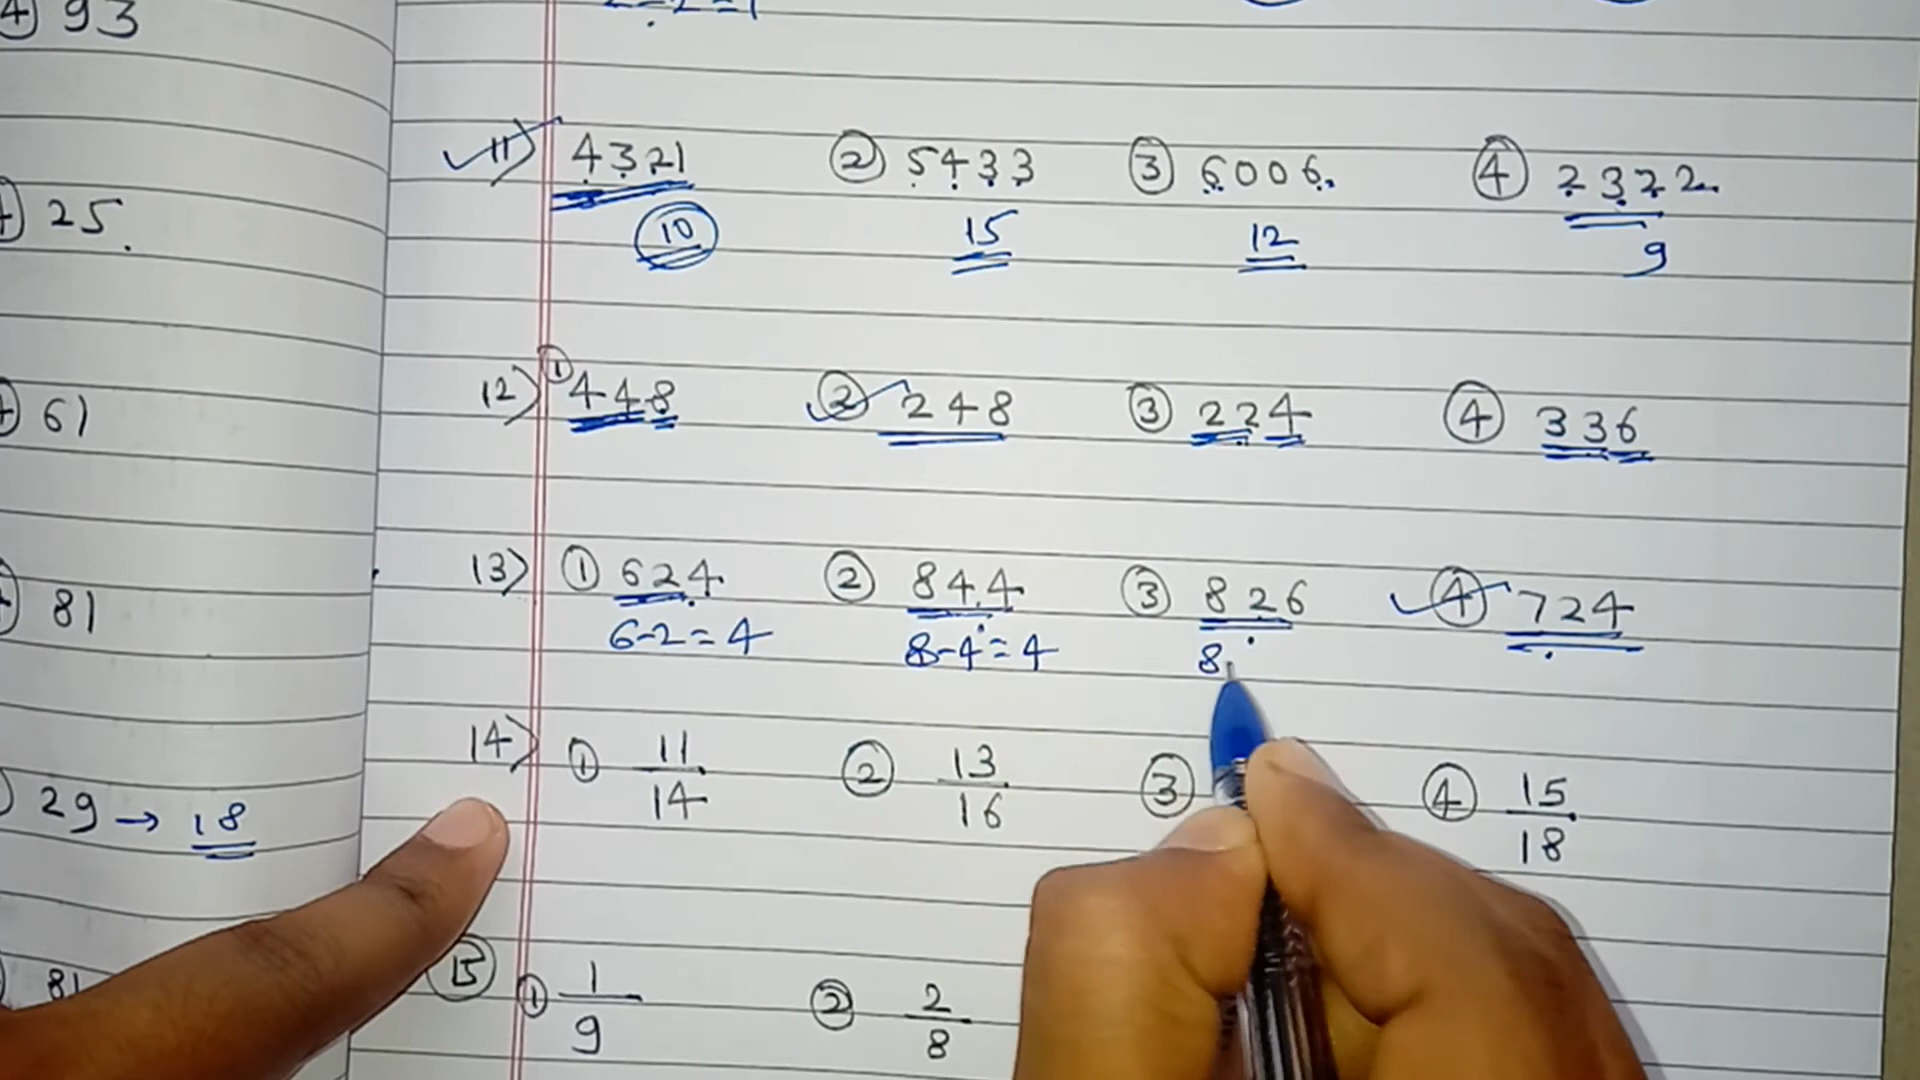 ④ 93
11) 4321 ② 5433 ③ 6006 ④ 2322
10 15 12 9
25
12) ① 448 ② 248 ③ 224 ④ 336
61
13) ① 624 ② 844 ③ 826 ④ 724
6-2=4 8-4=4 8
81
14) ① 11/14 ② 13/16 ③ ④ 15/18
29 → 18
81
15 ① 1/9 ② 2/8